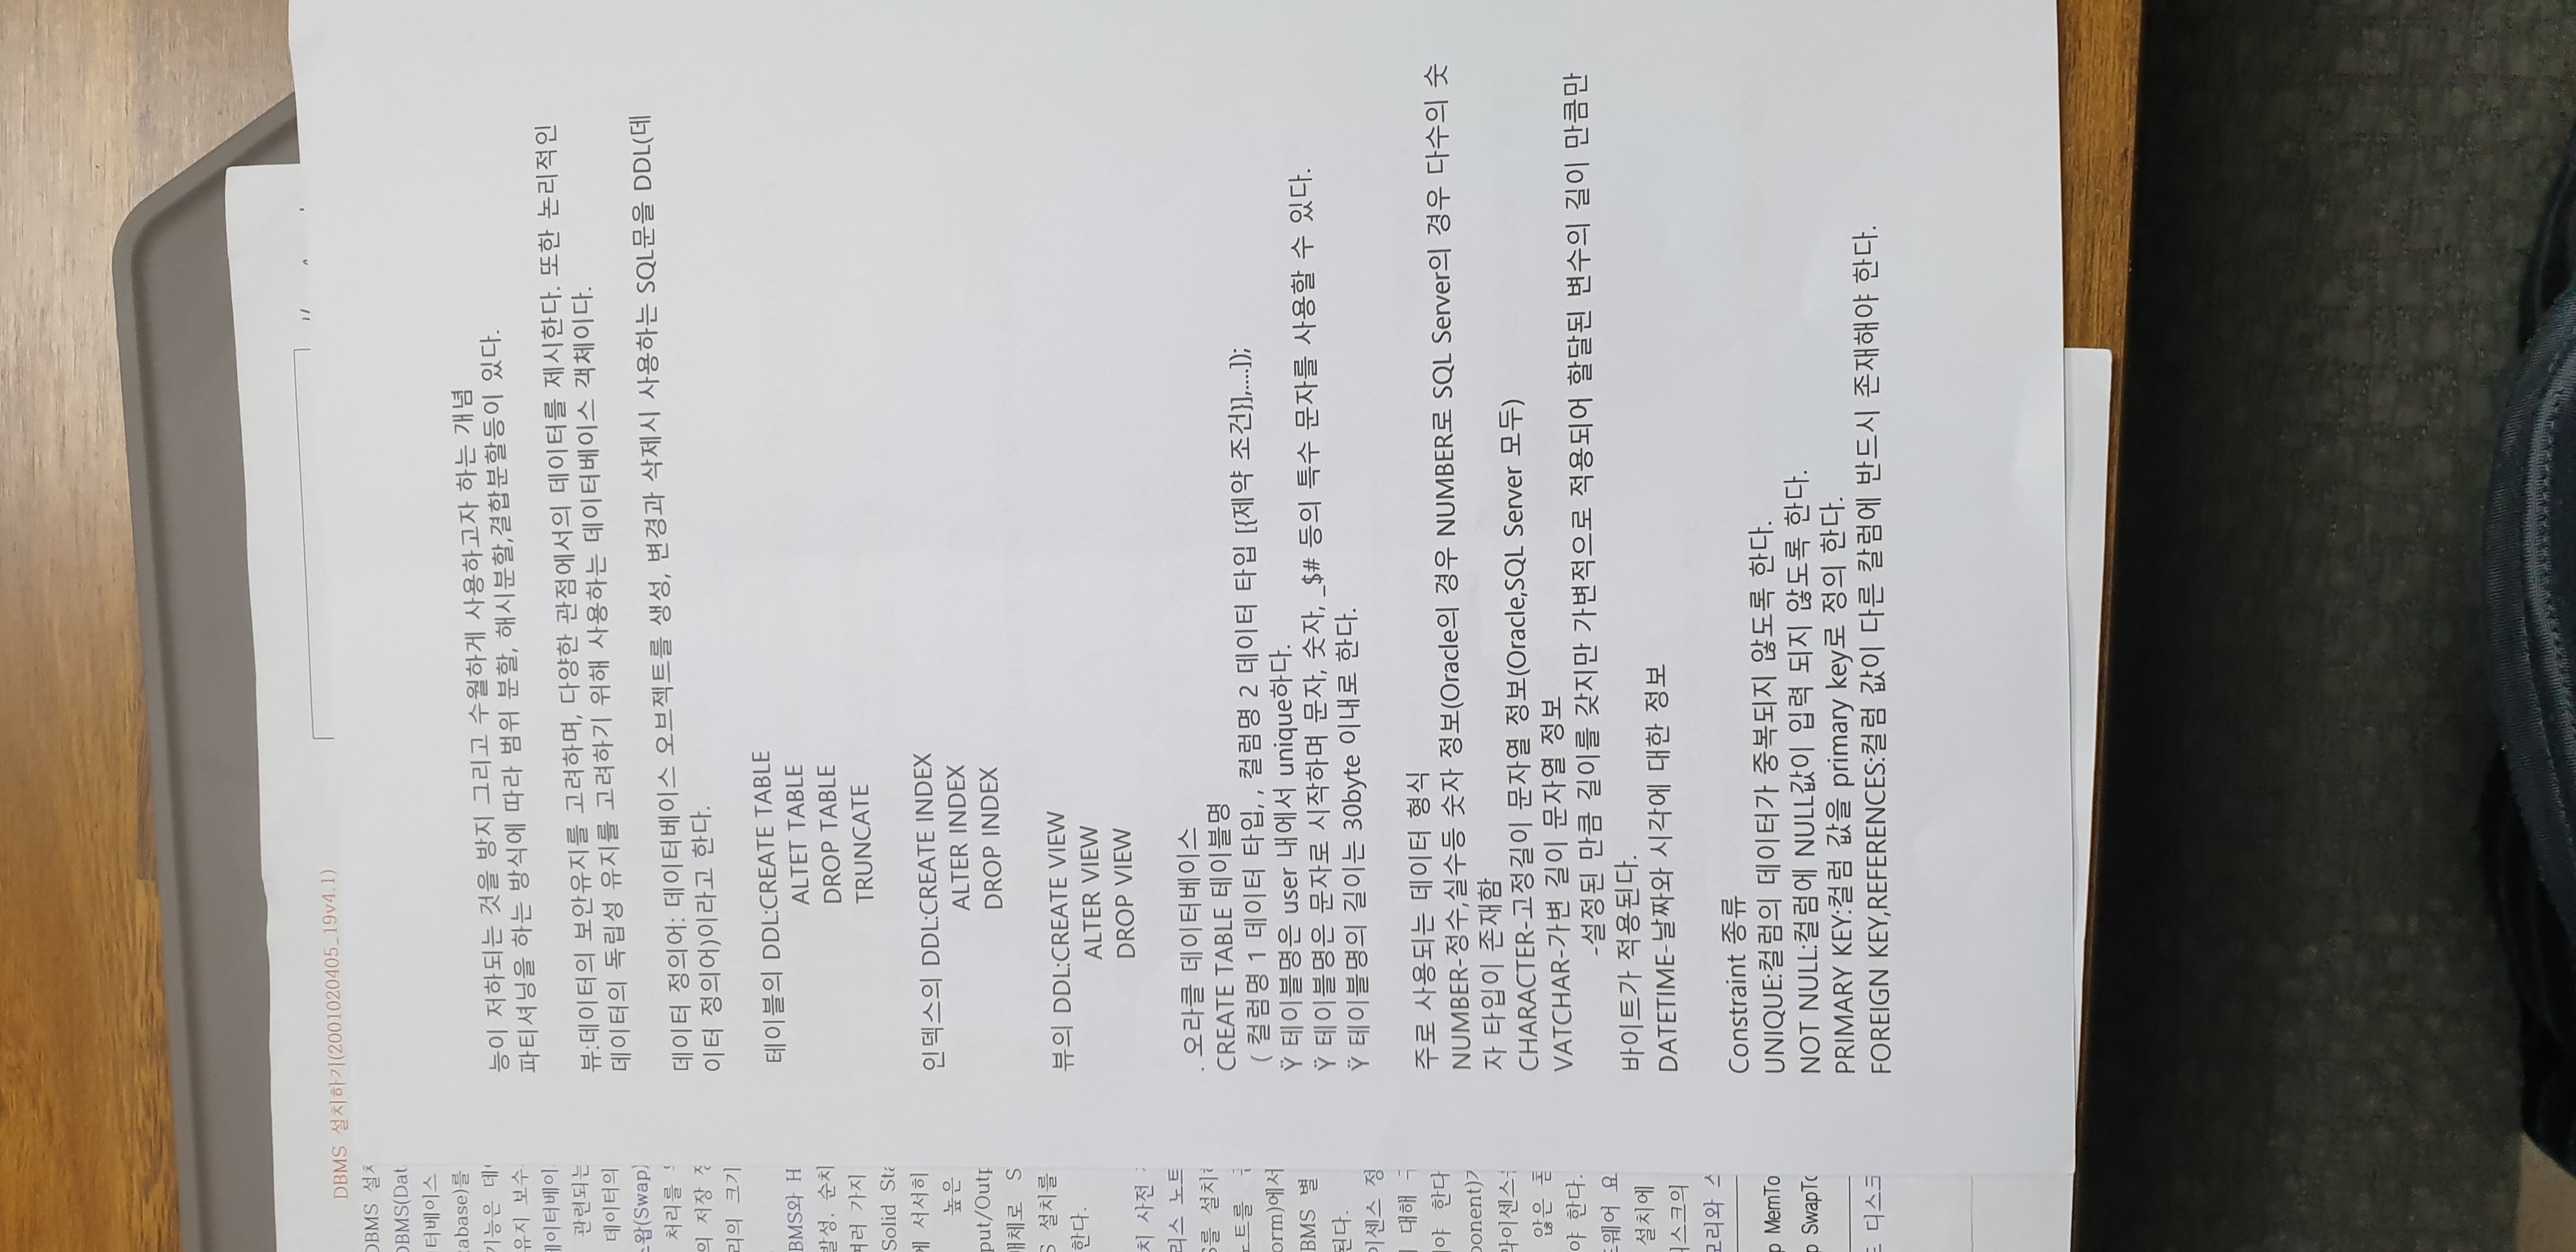 DBMS 설치하기(2001020405_19v4.1)
DBMS
DBMS(Dat
터베이스
tabase)를
기능은
유지 보수
데이터베이
관련되는
데이터의
스왑(Swap)
처리를
의 저장
리의 크기
BMS와 H
발성, 순차
여러 가지
Solid Sta
에 서서히
높은
put/Outp
매체로 S
S 설치를
한다.
치 사전
리스 노트
S를
노트를
orm)에서
BMS 별
된다.
이센스 정
대해
야 한다
ponent)가
라이센스
않은
야 한다.
드웨어 요
설치에
디스크의
모리와 스
p MemTo
p SwapTo
드 디스크
능이 저하되는 것을 방지 그리고 수월하게 사용하고자 하는 개념
파티셔닝을 하는 방식에 따라 범위 분할, 해시분할,결합분할등이 있다.
뷰:데이터의 보안유지를 고려하며, 다양한 관점에서의 데이터를 제시한다. 또한 논리적인
데이터의 독립성 유지를 고려하기 위해 사용하는 데이터베이스 객체이다.
데이터 정의어: 데이터베이스 오브젝트를 생성, 변경과 삭제시 사용하는 SQL문을 DDL(데
이터 정의어)이라고 한다.
테이블의 DDL:CREATE TABLE
ALTET TABLE
DROP TABLE
TRUNCATE
인덱스의 DDL:CREATE INDEX
ALTER INDEX
DROP INDEX
뷰의 DDL:CREATE VIEW
ALTER VIEW
DROP VIEW
. 오라클 데이터베이스
CREATE TABLE 테이블명
( 컬럼명 1 데이터 타입, , 컬럼명 2 데이터 타입 [{제약 조건}],....]);
Ÿ 테이블명은 user 내에서 unique하다.
Ÿ 테이블명은 문자로 시작하며 문자, 숫자, _$# 등의 특수 문자를 사용할 수 있다.
Ÿ 테이블명의 길이는 30byte 이내로 한다.
주로 사용되는 데이터 형식
NUMBER-정수,실수등 숫자 정보(Oracle의 경우 NUMBER로 SQL Server의 경우 다수의 숫
자 타입이 존재함
CHARACTER-고정길이 문자열 정보(Oracle,SQL Server 모두)
VATCHAR-가변 길이 문자열 정보
-설정된 만큼 길이를 갖지만 가변적으로 적용되어 할달된 변수의 길이 만큼만
바이트가 적용된다.
DATETIME-날짜와 시각에 대한 정보
Constraint 종류
UNIQUE:컬럼의 데이터가 중복되지 않도록 한다.
NOT NULL:컬럼에 NULL값이 입력 되지 않도록 한다.
PRIMARY KEY:컬럼 값을 primary key로 정의 한다.
FOREIGN KEY,REFERENCES:컬럼 값이 다른 칼럼에 반드시 존재해야 한다.